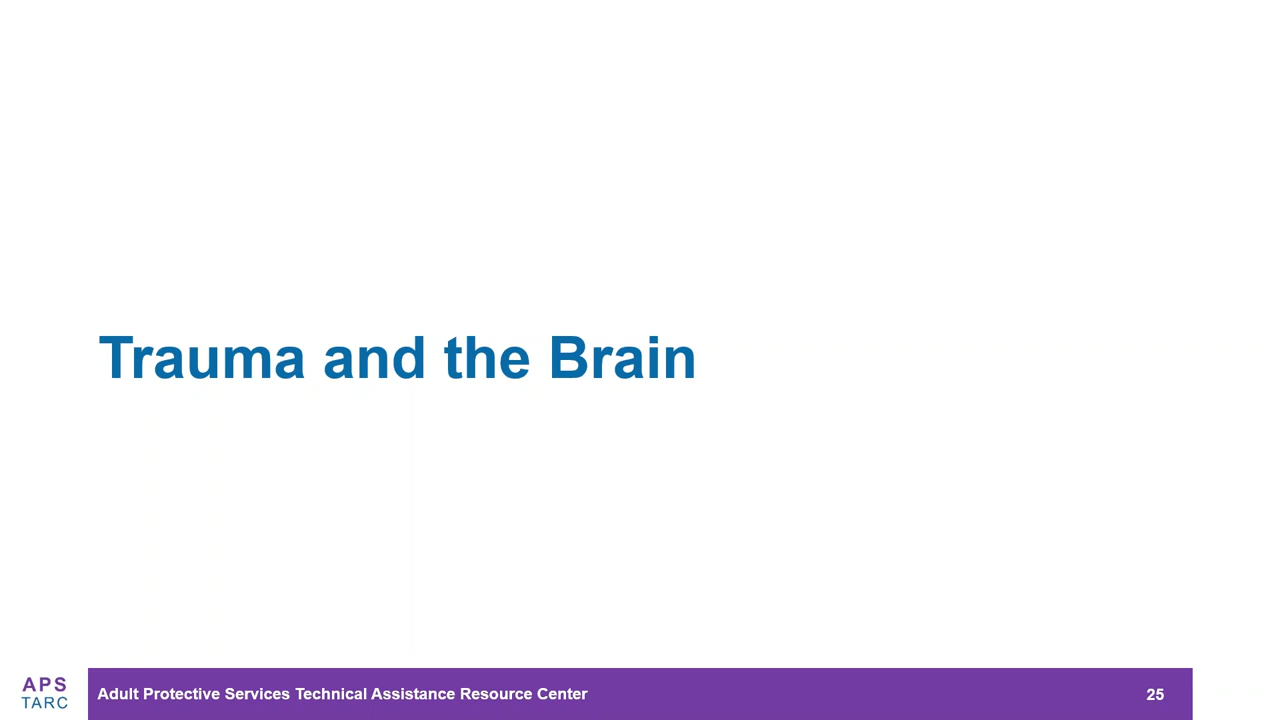 Trauma and the Brain
APS
TARC
Adult Protective Services Technical Assistance Resource Center
25